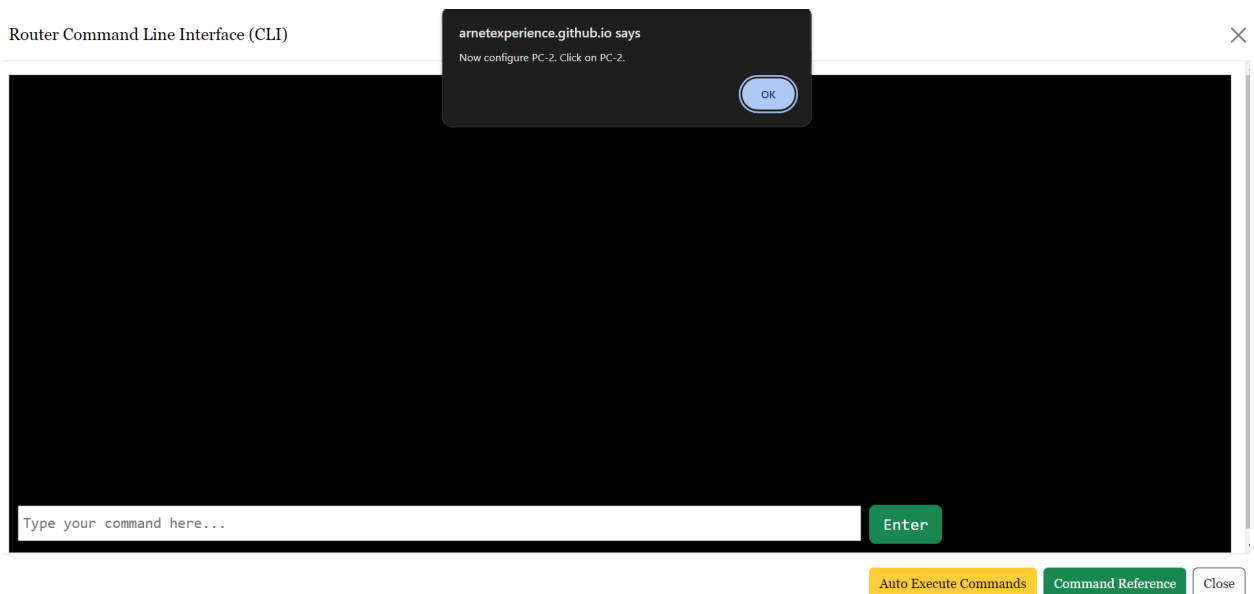 Router Command Line Interface (CLI)
arnetexperience.github.io says
Now configure PC-2. Click on PC-2.
OK
Type your command here...
Enter
Auto Execute Commands
Command Reference
Close